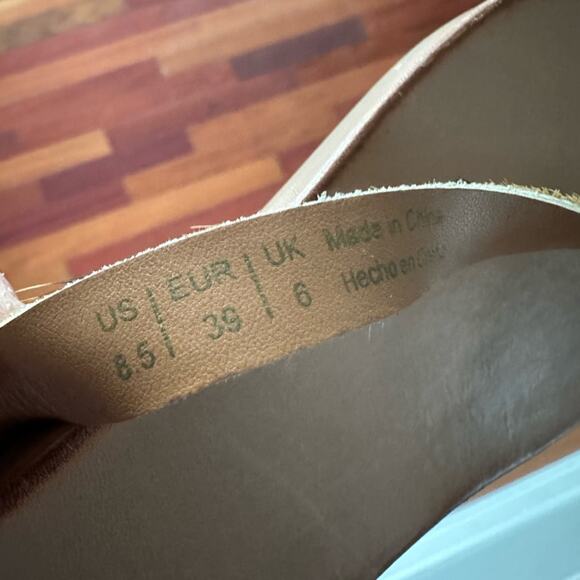 US | EUR | UK Made in China
8.5 | 39 | 6 Hecho en China